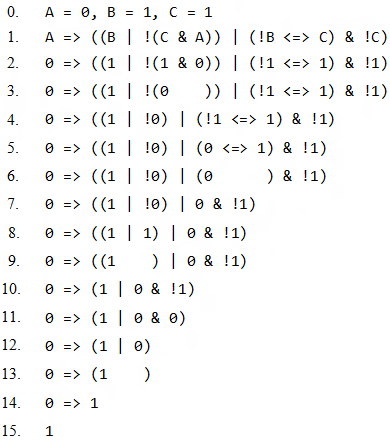 0. A = 0, B = 1, C = 1
1. A => ((B | !(C & A)) | (!B <=> C) & !C)
2. 0 => ((1 | !(1 & 0)) | (!1 <=> 1) & !1)
3. 0 => ((1 | !(0    )) | (!1 <=> 1) & !1)
4. 0 => ((1 | !0) | (!1 <=> 1) & !1)
5. 0 => ((1 | !0) | (0 <=> 1) & !1)
6. 0 => ((1 | !0) | (0      ) & !1)
7. 0 => ((1 | !0) | 0 & !1)
8. 0 => ((1 | 1) | 0 & !1)
9. 0 => ((1    ) | 0 & !1)
10. 0 => (1 | 0 & !1)
11. 0 => (1 | 0 & 0)
12. 0 => (1 | 0)
13. 0 => (1    )
14. 0 => 1
15. 1